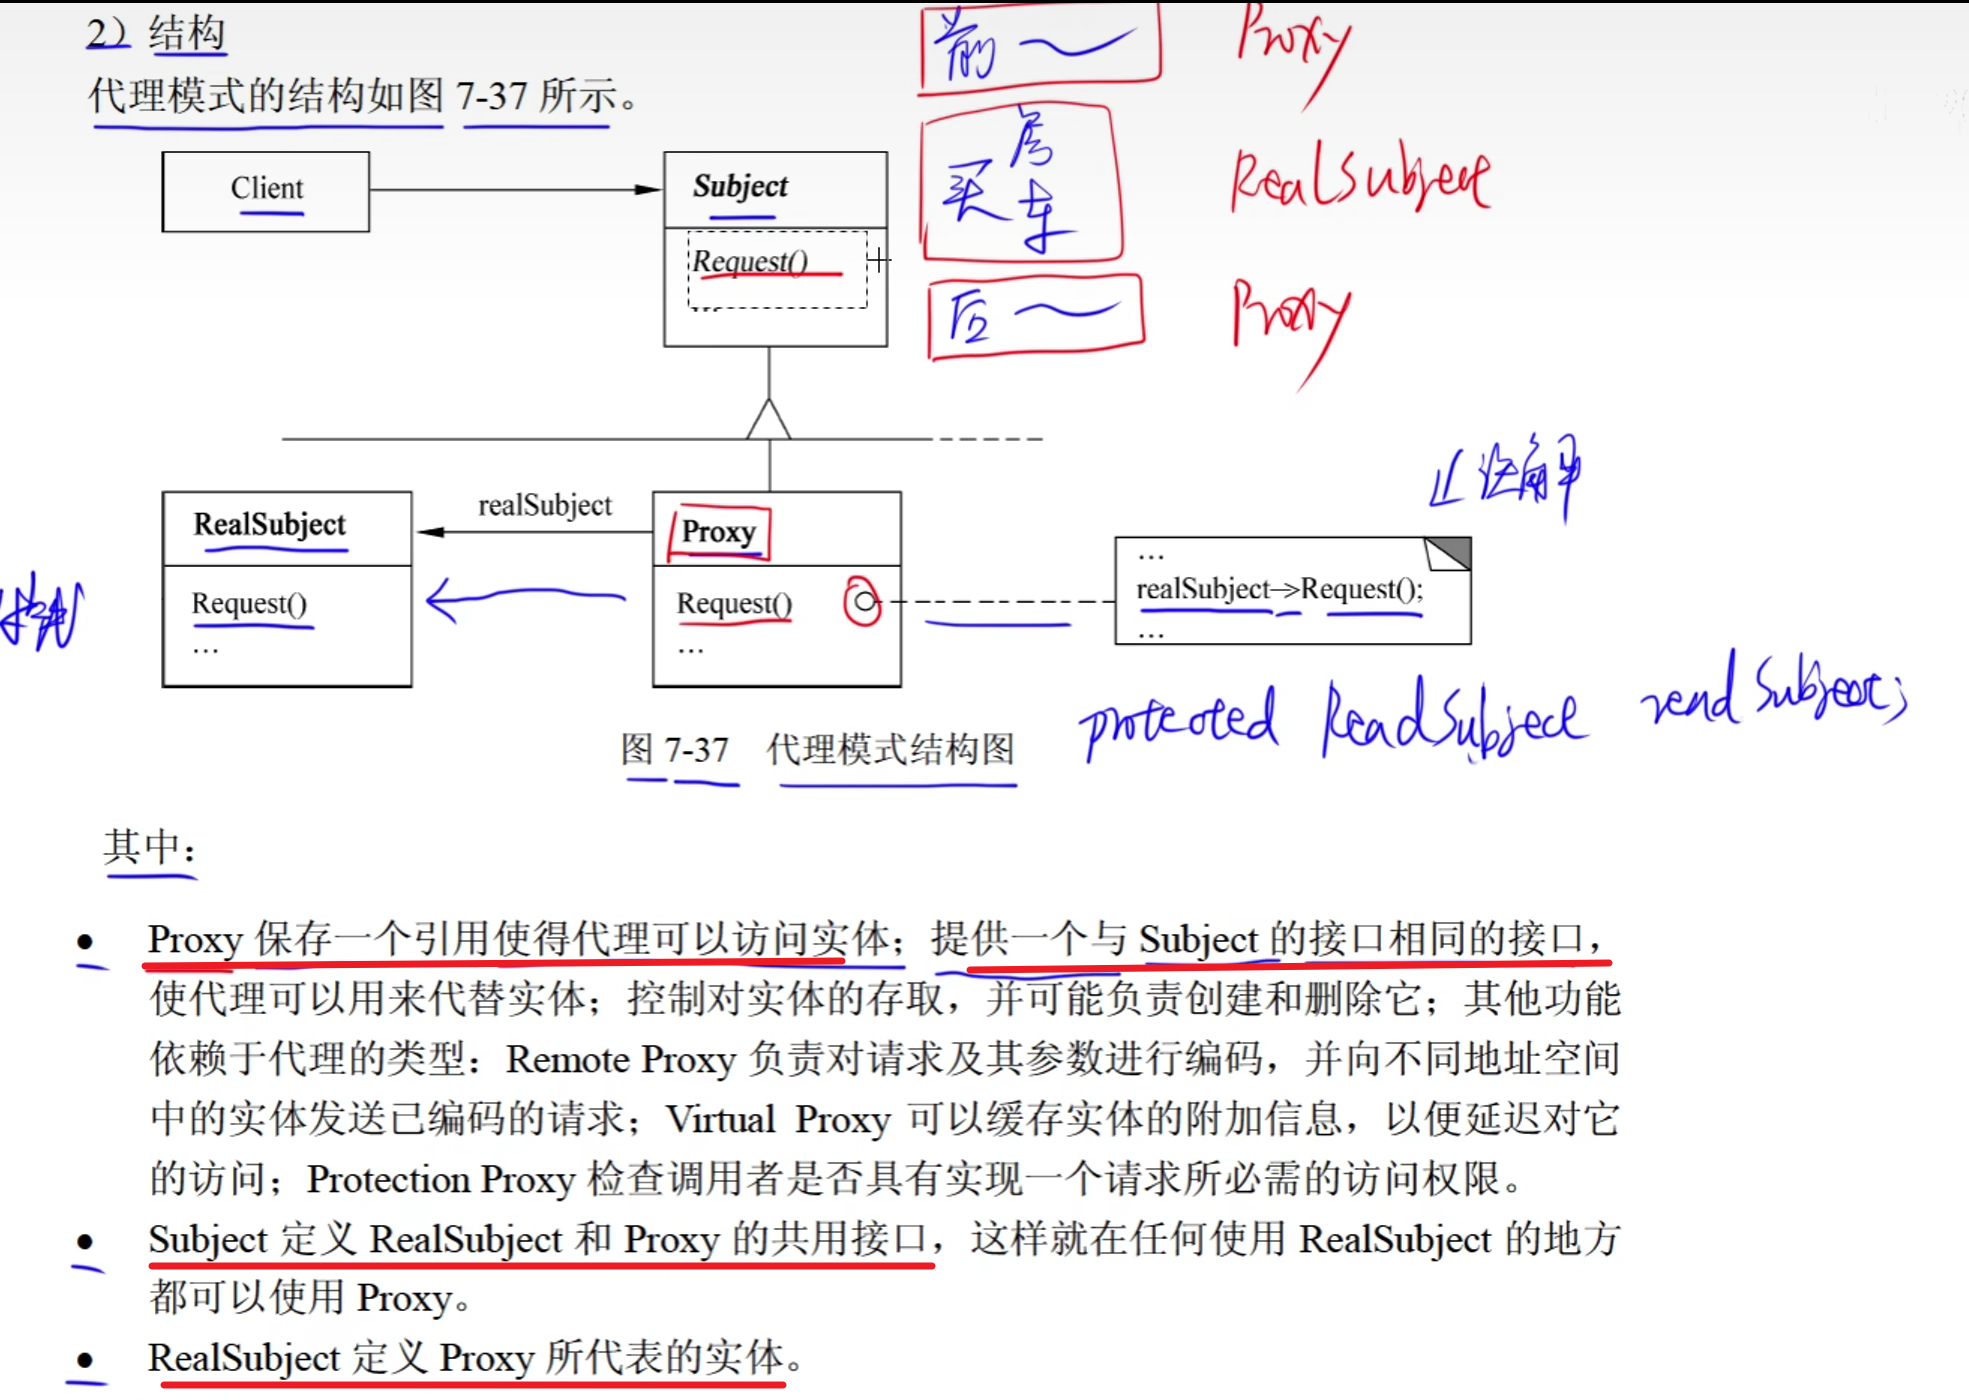 2）结构
前
Proxy
代理模式的结构如图 7-37 所示。
房
买
车
RealSubject
Client
Subject
Request()
...
后
Proxy
RealSubject
realSubject
Proxy
...
realSubject->Request();
...
Request()
...
Request()
...
protected ReadSubject readSubject;
图 7-37 代理模式结构图
其中：
● Proxy 保存一个引用使得代理可以访问实体；提供一个与 Subject 的接口相同的接口，
使代理可以用来代替实体；控制对实体的存取，并可能负责创建和删除它；其他功能
依赖于代理的类型：Remote Proxy 负责对请求及其参数进行编码，并向不同地址空间
中的实体发送已编码的请求；Virtual Proxy 可以缓存实体的附加信息，以便延迟对它
的访问；Protection Proxy 检查调用者是否具有实现一个请求所必需的访问权限。
● Subject 定义 RealSubject 和 Proxy 的共用接口，这样就在任何使用 RealSubject 的地方
都可以使用 Proxy。
● RealSubject 定义 Proxy 所代表的实体。